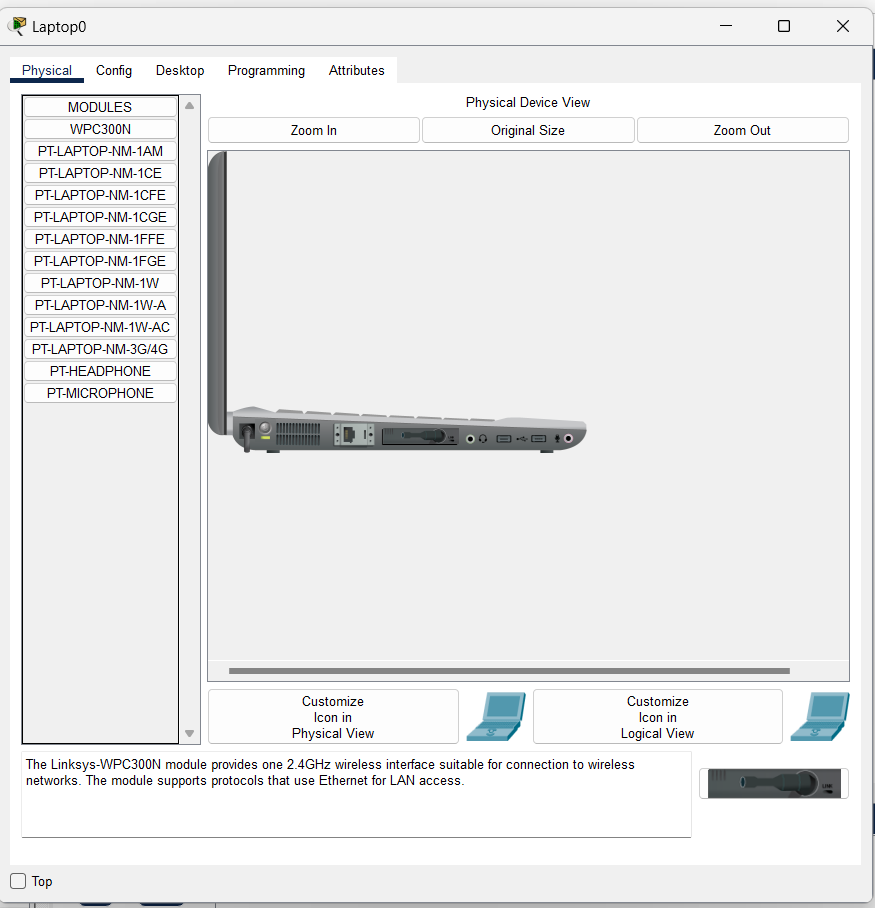 Laptop0
Physical
Config
Desktop
Programming
Attributes
MODULES
WPC300N
PT-LAPTOP-NM-1AM
PT-LAPTOP-NM-1CE
PT-LAPTOP-NM-1CFE
PT-LAPTOP-NM-1CGE
PT-LAPTOP-NM-1FFE
PT-LAPTOP-NM-1FGE
PT-LAPTOP-NM-1W
PT-LAPTOP-NM-1W-A
PT-LAPTOP-NM-1W-AC
PT-LAPTOP-NM-3G/4G
PT-HEADPHONE
PT-MICROPHONE
Physical Device View
Zoom In
Original Size
Zoom Out
Customize
Icon in
Physical View
Customize
Icon in
Logical View
The Linksys-WPC300N module provides one 2.4GHz wireless interface suitable for connection to wireless
networks. The module supports protocols that use Ethernet for LAN access.
LINK
Top